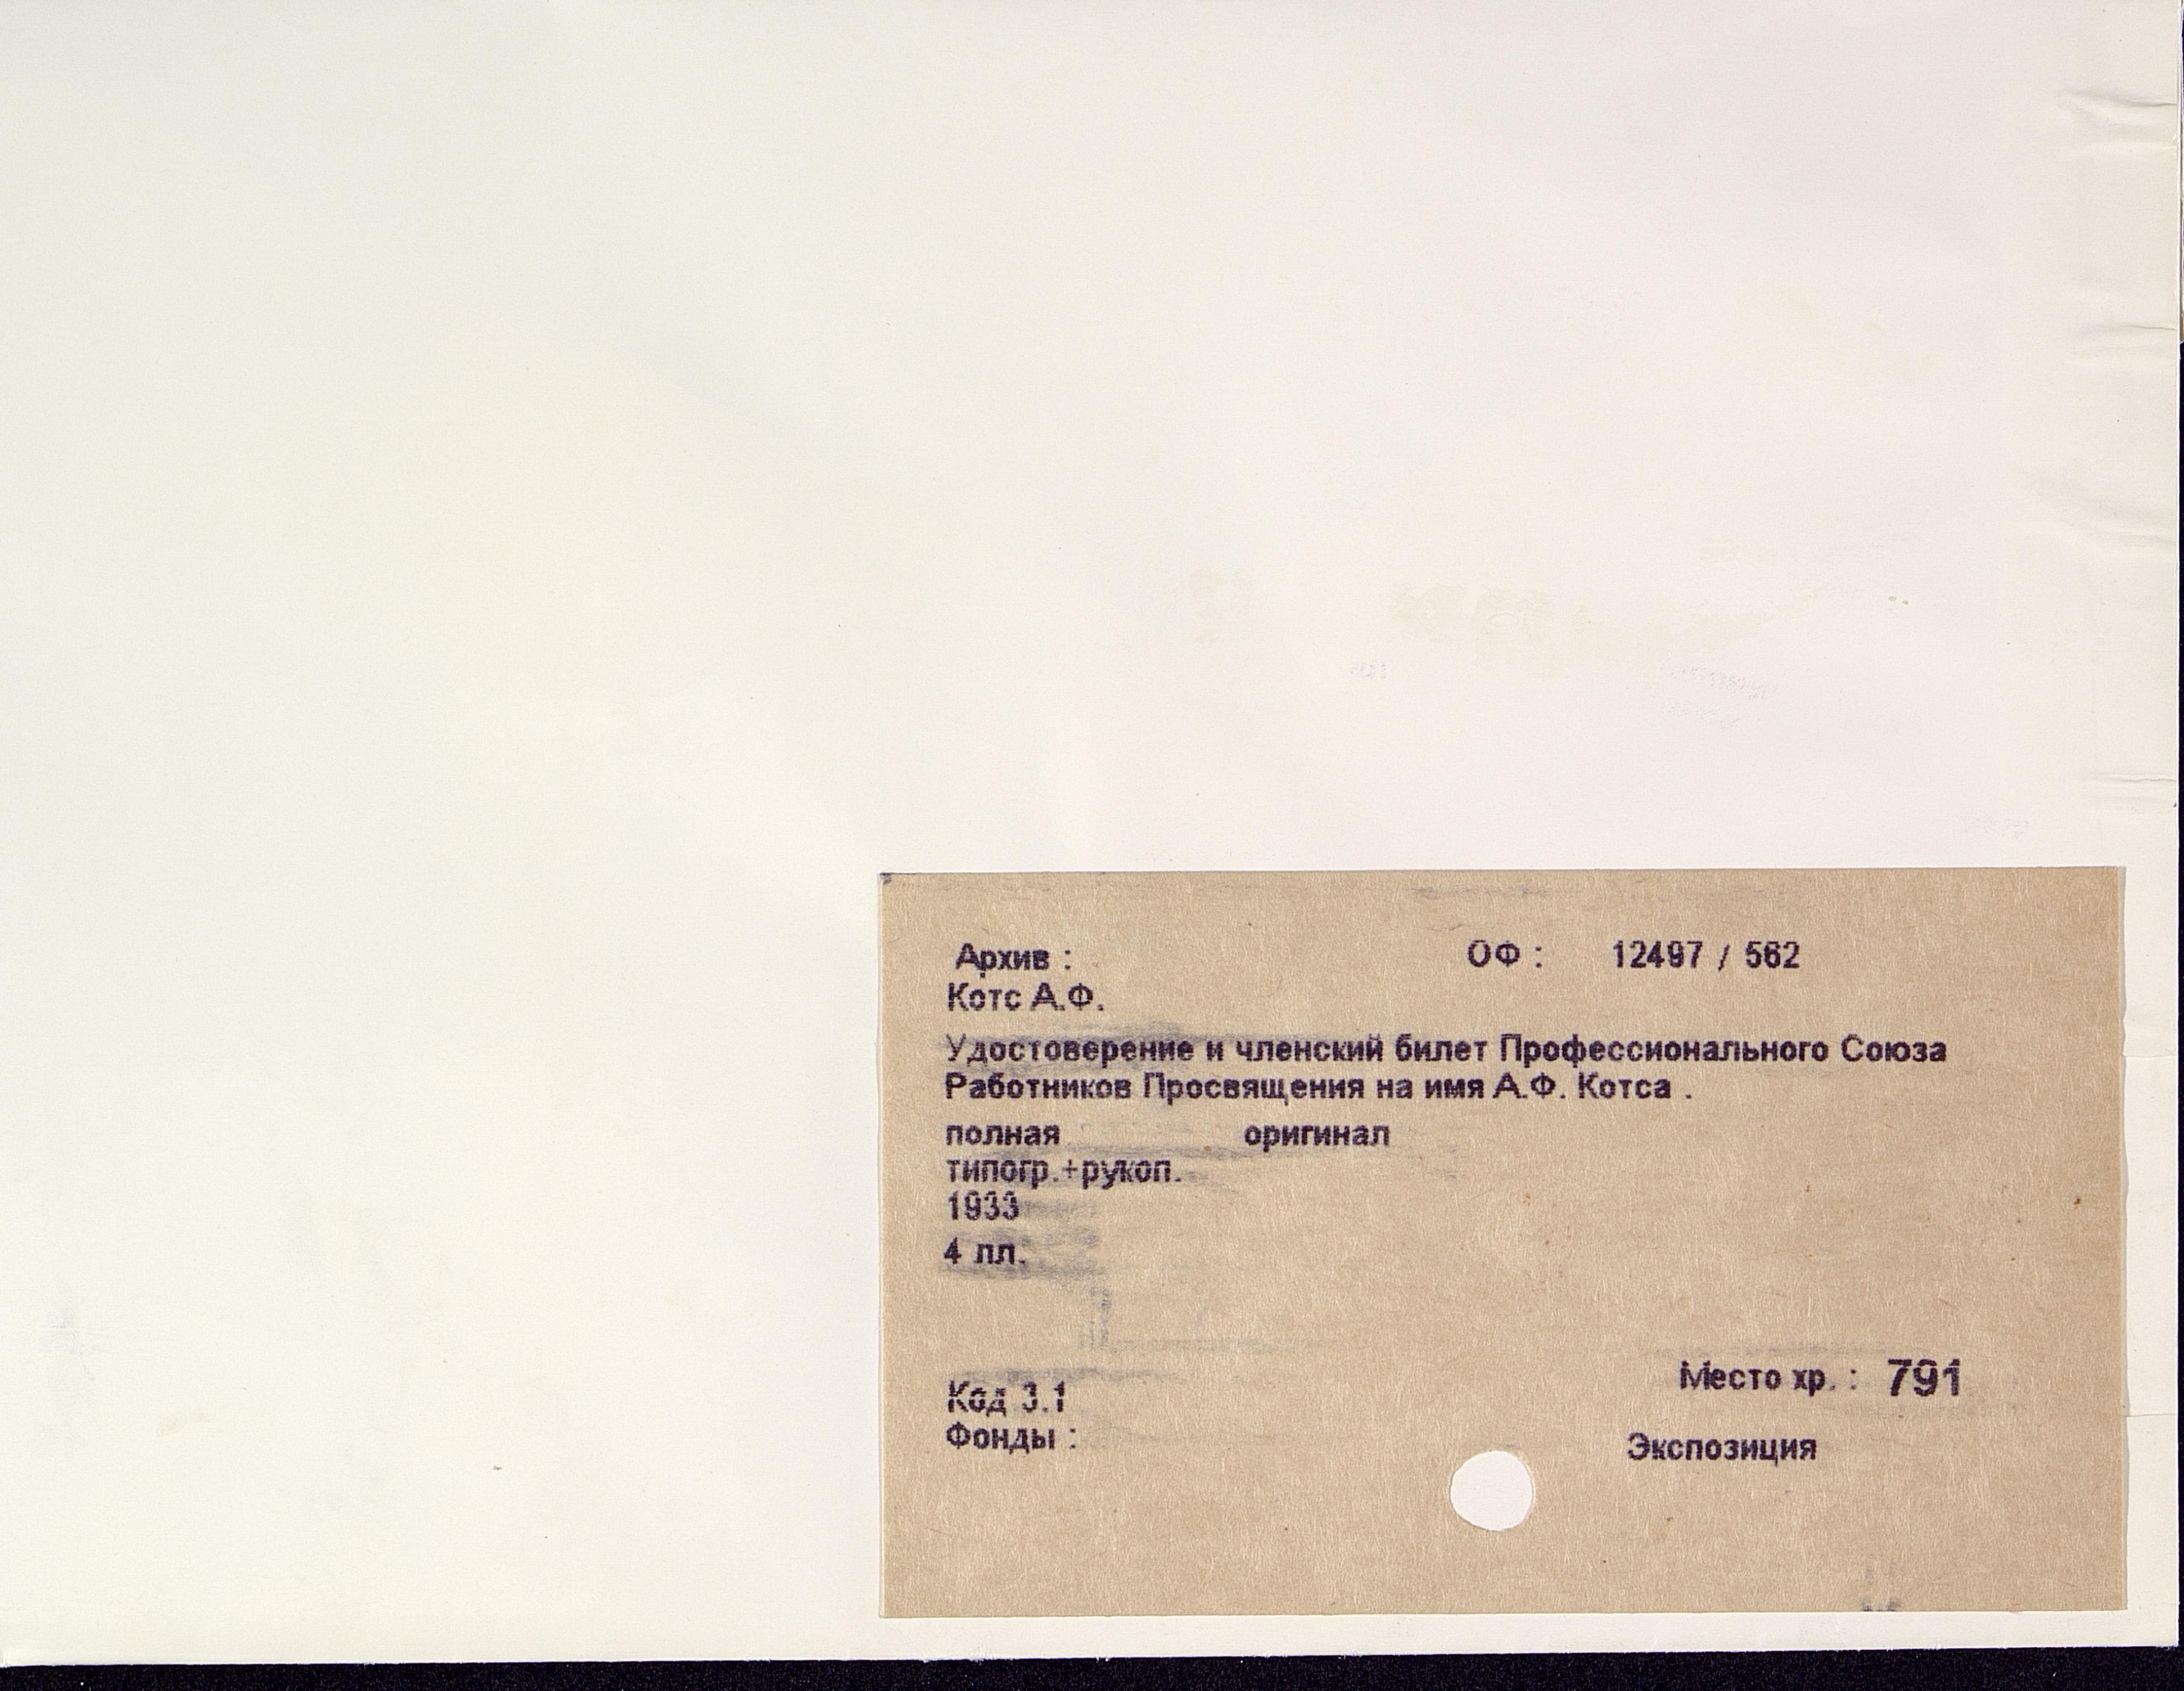 Архив : ОФ : 12497 / 562
Котс А.Ф.
Удостоверение и членский билет Профессионального Союза
Работников Просвящения на имя А.Ф. Котса .
полная оригинал
типогр.+рукоп.
1933
4 лл.
Место хр. : 791
Код 3.1
Фонды :
Экспозиция